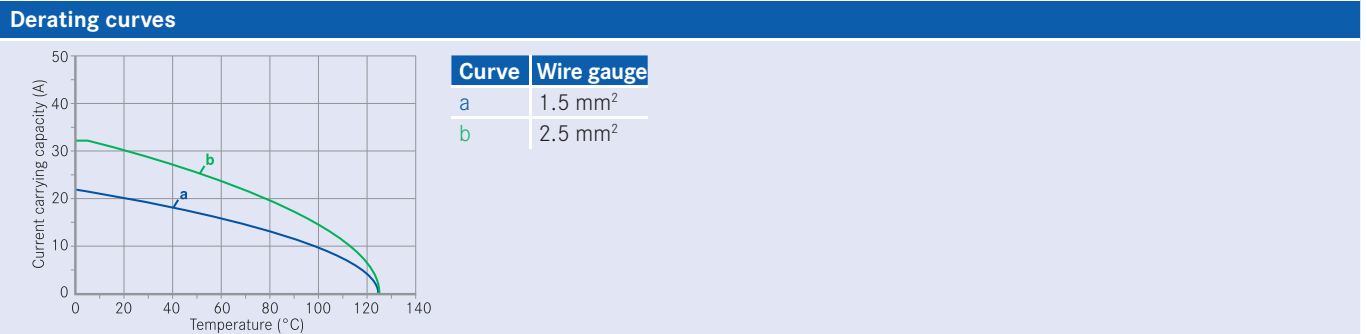 Derating curves
50
40
30
20
10
0
Current carrying capacity (A)
b
a
0 20 40 60 80 100 120 140
Temperature (°C)
Curve Wire gauge
a 1.5 mm²
b 2.5 mm²